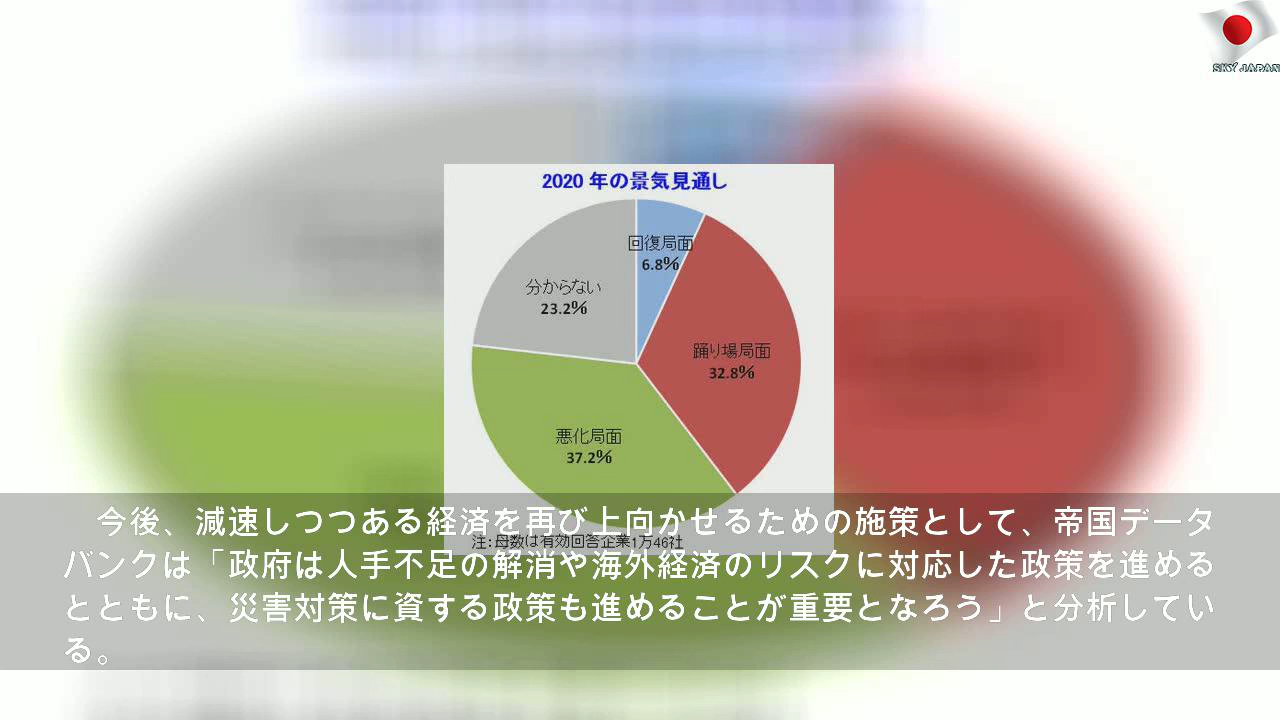 SKY JAPAN
2020 年の景気見通し
回復局面
6.8%
分からない
23.2%
踊り場局面
32.8%
悪化局面
37.2%
注:母数は有効回答企業1万46社
今後、減速しつつある経済を再び上向かせるための施策として、帝国データ
バンクは「政府は人手不足の解消や海外経済のリスクに対応した政策を進める
とともに、災害対策に資する政策も進めることが重要となろう」と分析してい
る。